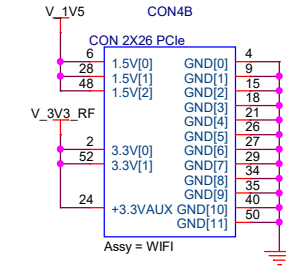 V_1V5 CON4B
CON 2X26 PCIe
6 1.5V[0] GND[0] 4
28 1.5V[1] GND[1] 9
48 1.5V[2] GND[2] 15
GND[3] 18
V_3V3_RF GND[4] 21
GND[5] 26
2 3.3V[0] GND[6] 27
52 3.3V[1] GND[7] 29
GND[8] 34
GND[9] 35
24 +3.3VAUX GND[10] 40
GND[11] 50
Assy = WIFI